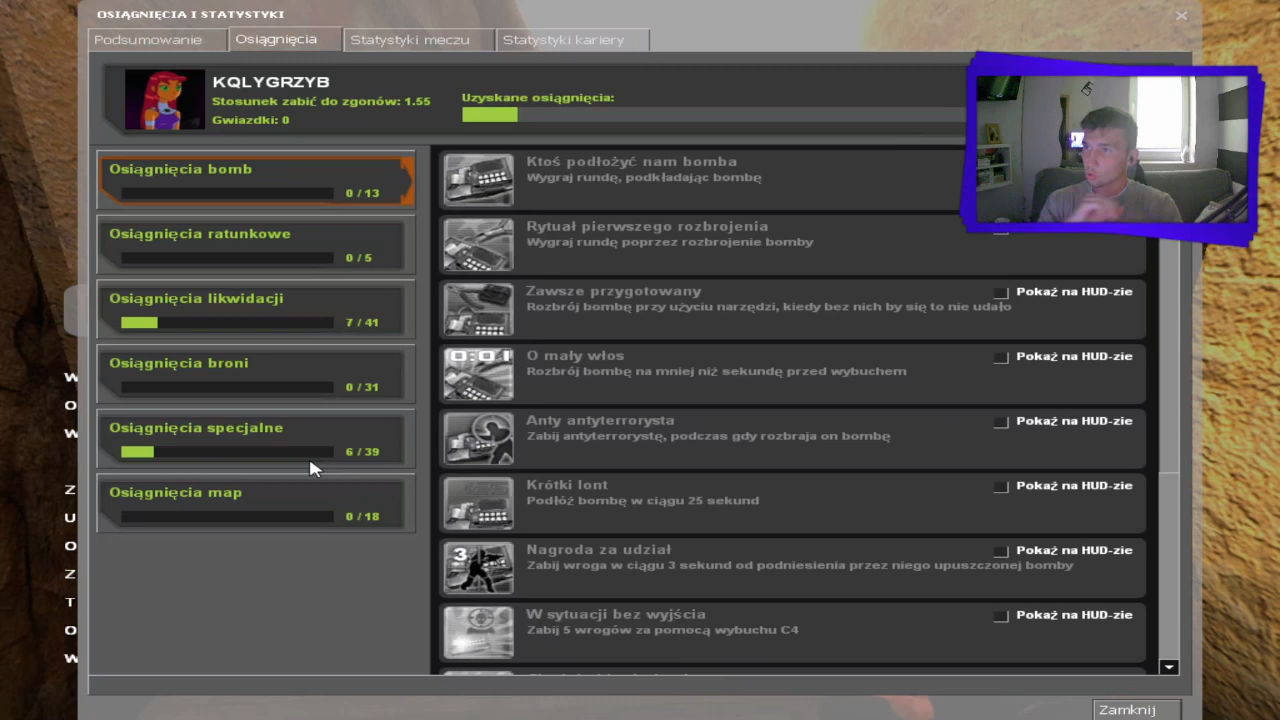 OSIĄGNIĘCIA I STATYSTYKI
Podsumowanie
Osiągnięcia
Statystyki meczu
Statystyki kariery
KQLYGRZYB
Stosunek zabić do zgonów: 1.55
Gwiazdki: 0
Uzyskane osiągnięcia:
Osiągnięcia bomb
0 / 13
Osiągnięcia ratunkowe
0 / 5
Osiągnięcia likwidacji
7 / 41
Osiągnięcia broni
0 / 31
Osiągnięcia specjalne
6 / 39
Osiągnięcia map
0 / 18
Ktoś podłożyć nam bomba
Wygraj rundę, podkładając bombę
Rytuał pierwszego rozbrojenia
Wygraj rundę poprzez rozbrojenie bomby
Zawsze przygotowany
Pokaż na HUD-zie
Rozbrój bombę przy użyciu narzędzi, kiedy bez nich by się to nie udało
0:01
O mały włos
Pokaż na HUD-zie
Rozbrój bombę na mniej niż sekundę przed wybuchem
Anty antyterrorysta
Pokaż na HUD-zie
Zabij antyterrorystę, podczas gdy rozbraja on bombę
Krótki lont
Pokaż na HUD-zie
Podłóż bombę w ciągu 25 sekund
3
Nagroda za udział
Pokaż na HUD-zie
Zabij wroga w ciągu 3 sekund od podniesienia przez niego upuszczonej bomby
W sytuacji bez wyjścia
Pokaż na HUD-zie
Zabij 5 wrogów za pomocą wybuchu C4
W
O
W
Z
U
O
Z
T
O
W
Zamknij